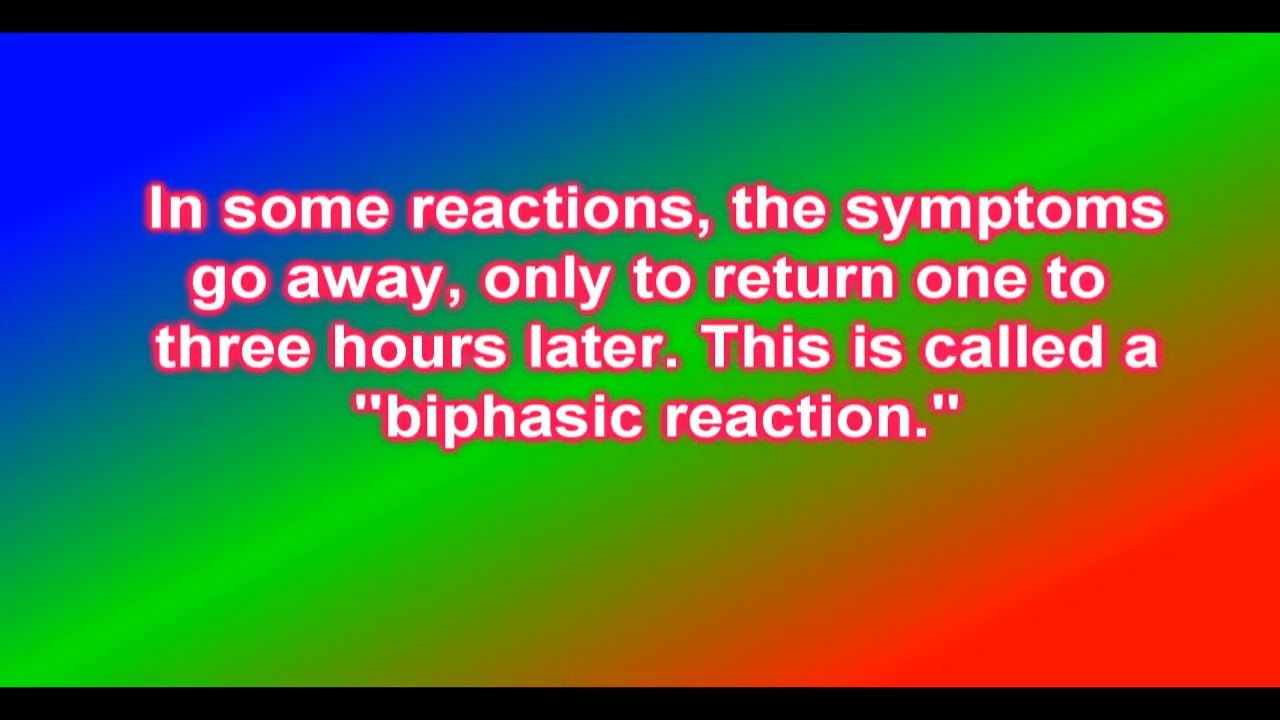 In some reactions, the symptoms
go away, only to return one to
three hours later. This is called a
"biphasic reaction."